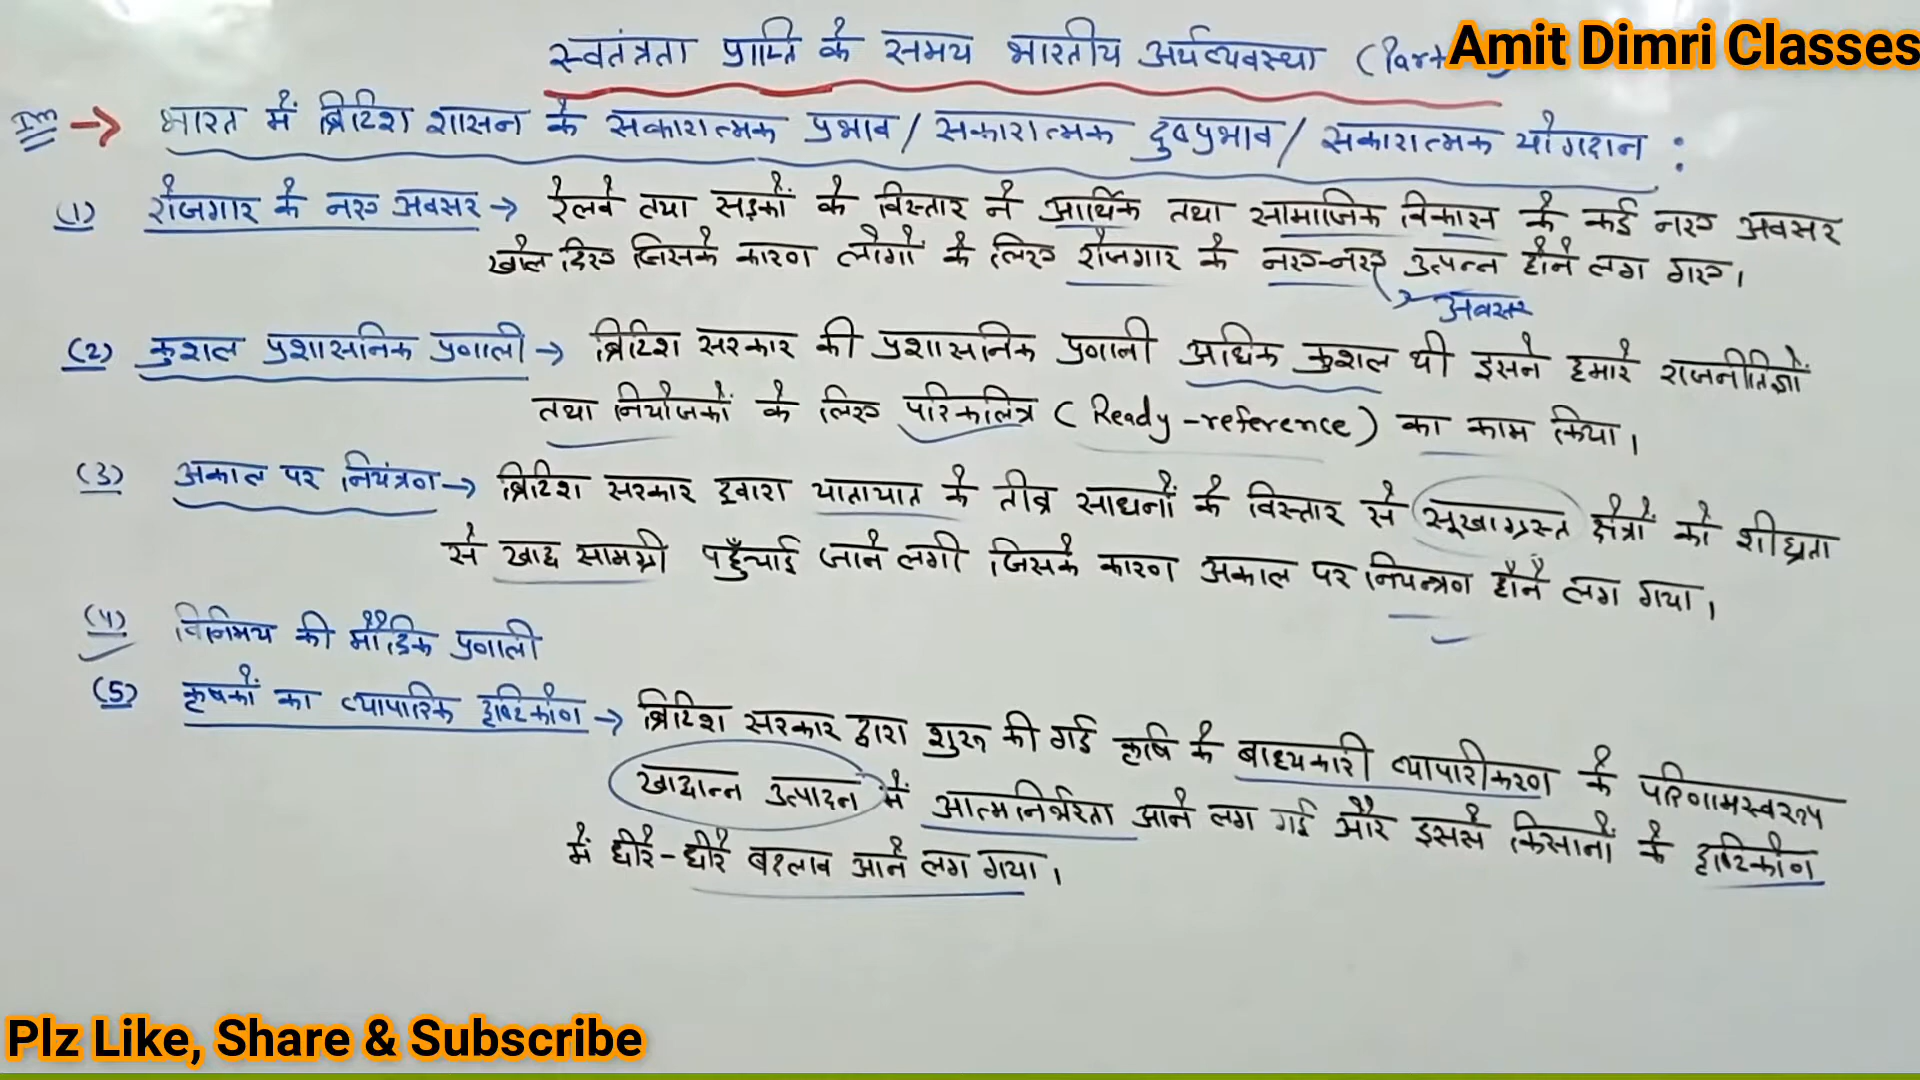 स्वतंत्रता प्राप्ति के समय भारतीय अर्थव्यवस्था (Part
Amit Dimri Classes
Im → भारत में ब्रिटिश शासन के सकारात्मक प्रभाव / सकारात्मक दुष्प्रभाव / सकारात्मक योगदान :
(1) रोजगार के नए अवसर → रेलवे तथा सड़कों के विस्तार ने आर्थिक तथा सामाजिक विकास के कई नए अवसर
खोल दिए जिसके कारण लोगों के लिए रोजगार के नए-नए उत्पन्न होने लग गए।
→ अवसर
(2) कुशल प्रशासनिक प्रणाली → ब्रिटिश सरकार की प्रशासनिक प्रणाली अधिक कुशल थी इसने हमारे राजनीतिज्ञों
तथा नियोजकों के लिए परिकलित्र (Ready-reference) का काम किया।
(3) अकाल पर नियंत्रण → ब्रिटिश सरकार द्वारा यातायात के तीव्र साधनों के विस्तार से सूखाग्रस्त क्षेत्रों को शीघ्रता
से खाद्य सामग्री पहुँचाई जाने लगी जिसके कारण अकाल पर नियन्त्रण होने लग गया।
(4) विनिमय की मौद्रिक प्रणाली
(5) कृषकों का व्यापारिक दृष्टिकोण → ब्रिटिश सरकार द्वारा शुरू की गई कृषि के बाध्यकारी व्यापारीकरण के परिणामस्वरूप
खाद्यान्न उत्पादन में आत्मनिर्भरता आने लग गई और इससे किसानों के दृष्टिकोण
में धीरे-धीरे बदलाव आने लग गया।
Plz Like, Share & Subscribe